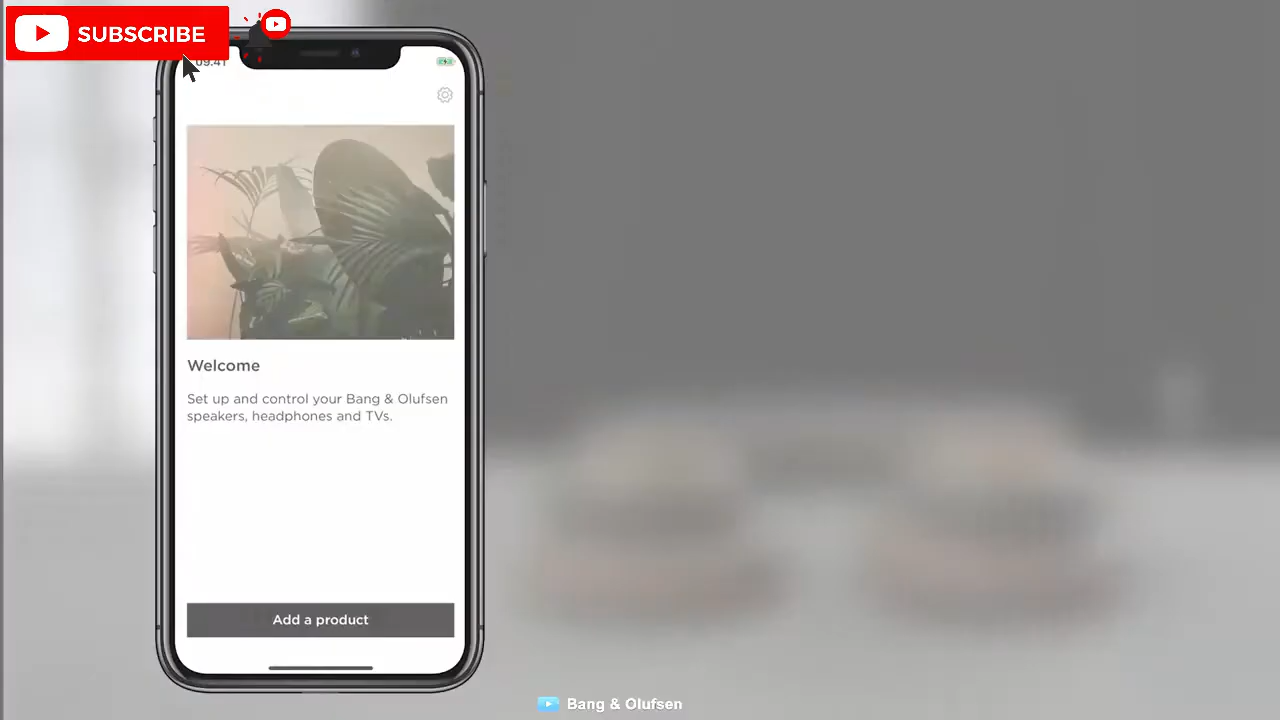 SUBSCRIBE
09:41
Welcome
Set up and control your Bang & Olufsen
speakers, headphones and TVs.
Add a product
Bang & Olufsen